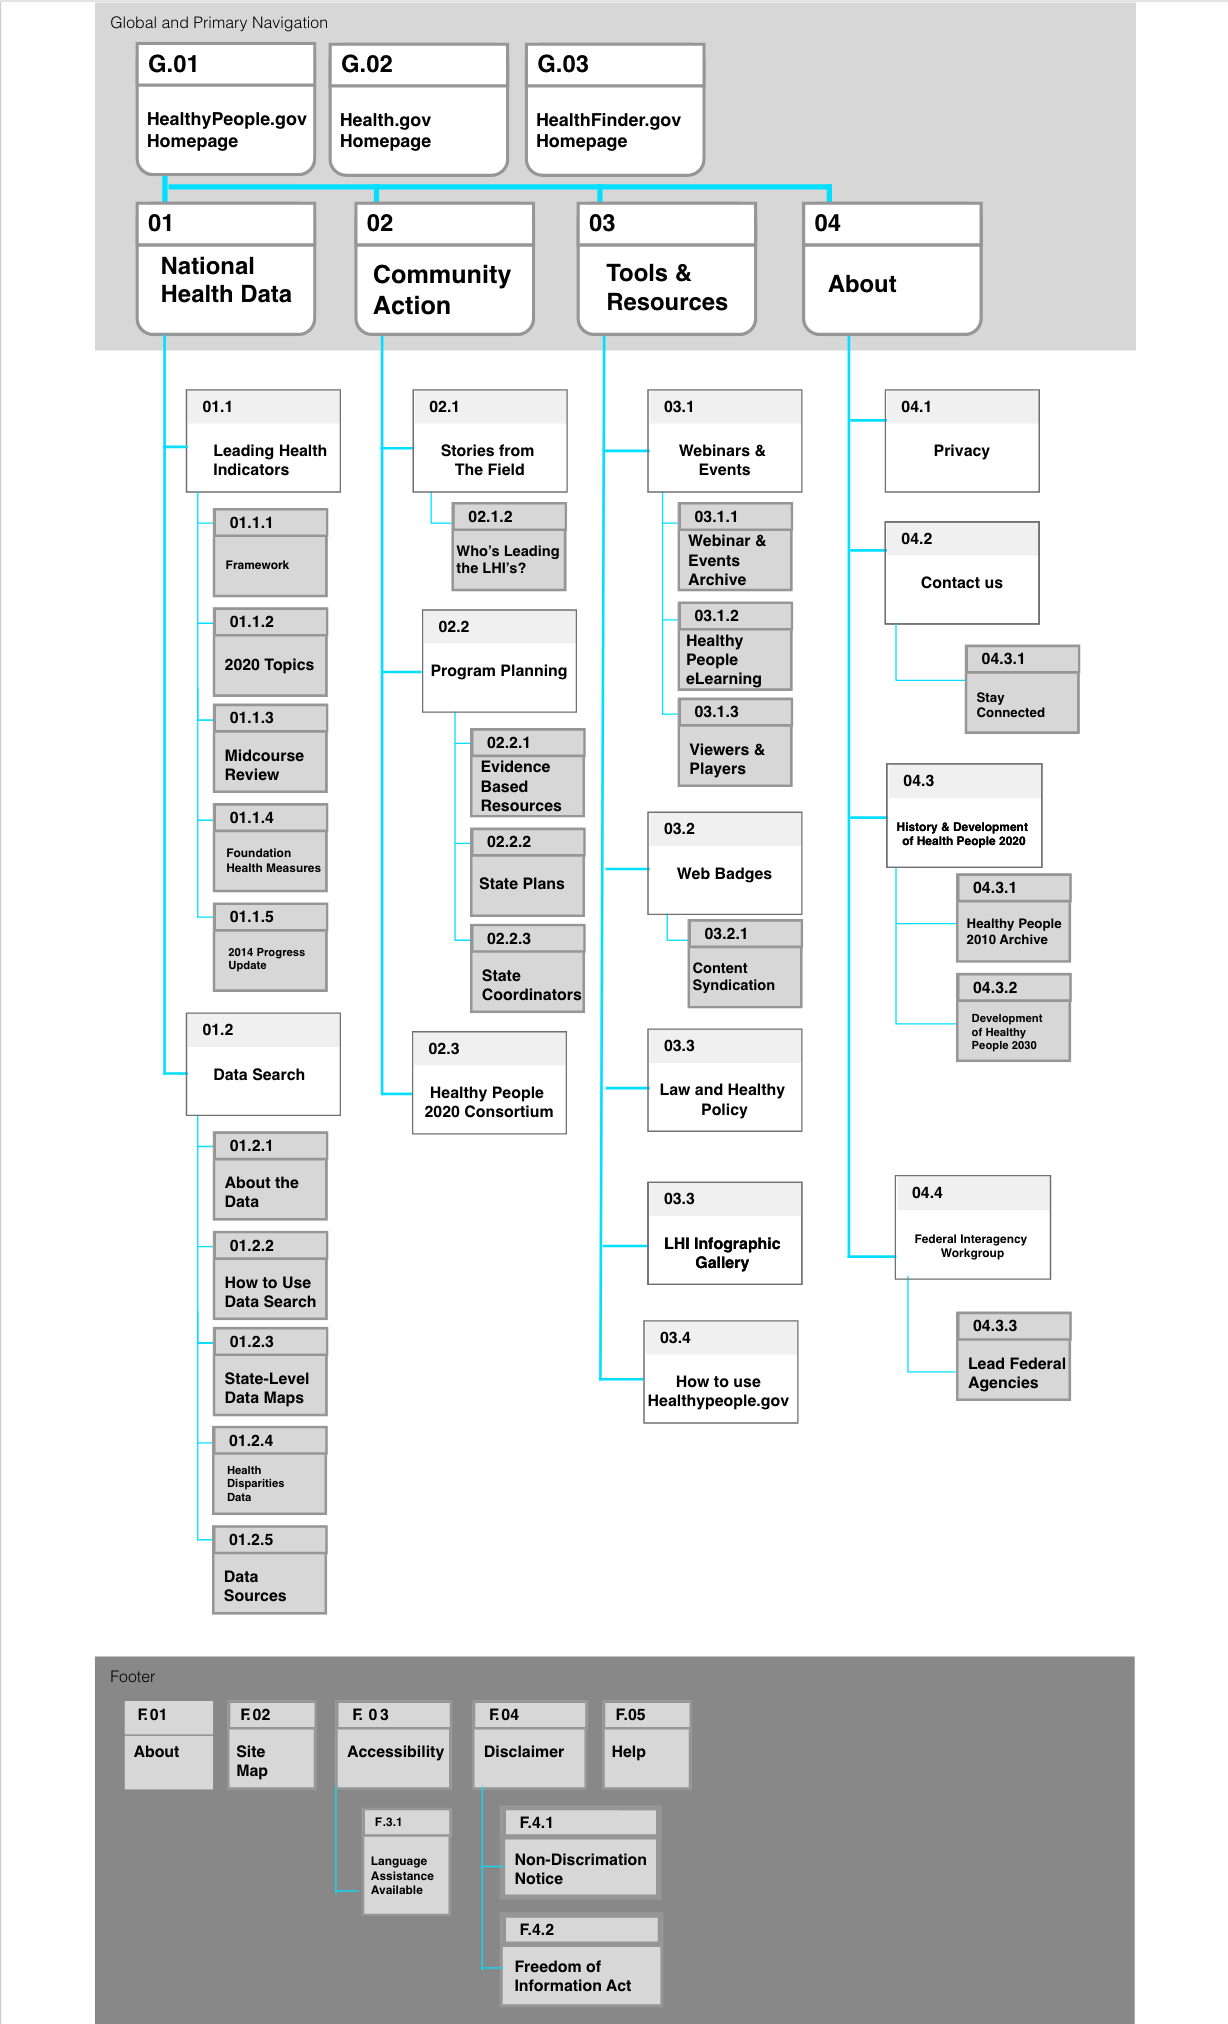 Global and Primary Navigation
G.01
HealthyPeople.gov
Homepage
G.02
Health.gov
Homepage
G.03
HealthFinder.gov
Homepage
01
National
Health Data
02
Community
Action
03
Tools &
Resources
04
About
01.1
Leading Health
Indicators
01.1.1
Framework
01.1.2
2020 Topics
01.1.3
Midcourse
Review
01.1.4
Foundation
Health Measures
01.1.5
2014 Progress
Update
01.2
Data Search
01.2.1
About the
Data
01.2.2
How to Use
Data Search
01.2.3
State-Level
Data Maps
01.2.4
Health
Disparities
Data
01.2.5
Data
Sources
02.1
Stories from
The Field
02.1.2
Who's Leading
the LHI's?
02.2
Program Planning
02.2.1
Evidence
Based
Resources
02.2.2
State Plans
02.2.3
State
Coordinators
02.3
Healthy People
2020 Consortium
03.1
Webinars &
Events
03.1.1
Webinar &
Events
Archive
03.1.2
Healthy
People
eLearning
03.1.3
Viewers &
Players
03.2
Web Badges
03.2.1
Content
Syndication
03.3
Law and Healthy
Policy
03.3
LHI Infographic
Gallery
03.4
How to use
Healthypeople.gov
04.1
Privacy
04.2
Contact us
04.3.1
Stay
Connected
04.3
History & Development
of Health People 2020
04.3.1
Healthy People
2010 Archive
04.3.2
Development
of Healthy
People 2030
04.4
Federal Interagency
Workgroup
04.3.3
Lead Federal
Agencies
Footer
F.01
About
F.02
Site
Map
F. 03
Accessibility
F.3.1
Language
Assistance
Available
F.04
Disclaimer
F.4.1
Non-Discrimation
Notice
F.4.2
Freedom of
Information Act
F.05
Help